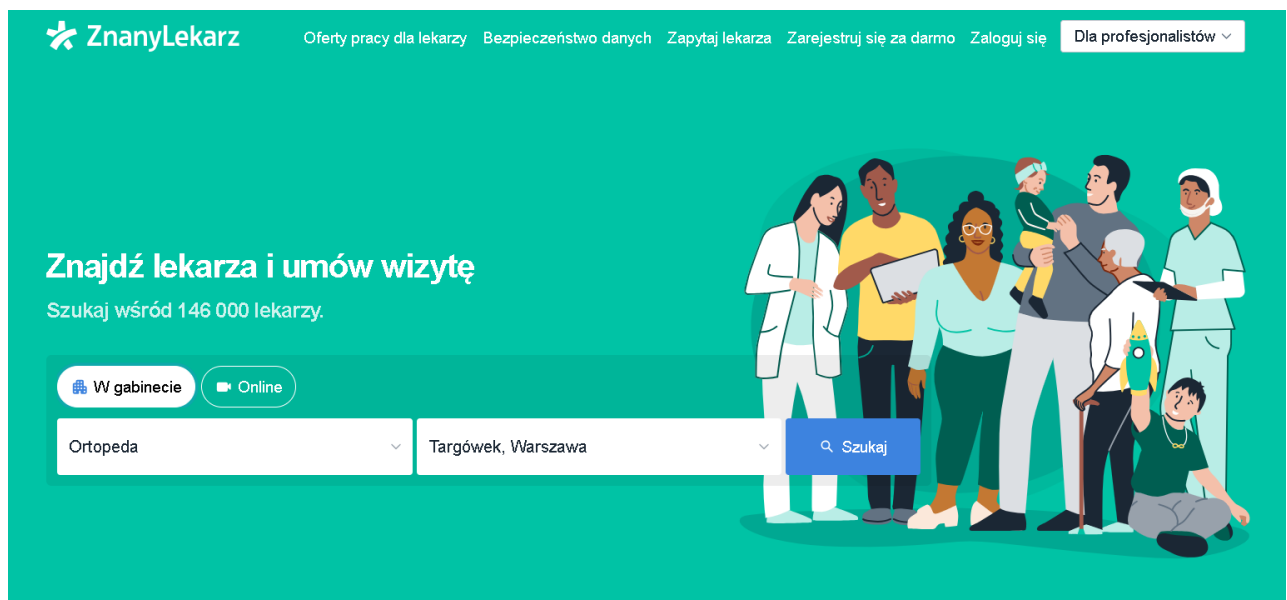 ZnanyLekarz
Oferty pracy dla lekarzy Bezpieczeństwo danych Zapytaj lekarza Zarejestruj się za darmo Zaloguj się Dla profesjonalistów
Znajdź lekarza i umów wizytę
Szukaj wśród 146 000 lekarzy.
W gabinecie Online
Ortopeda Targówek, Warszawa Szukaj